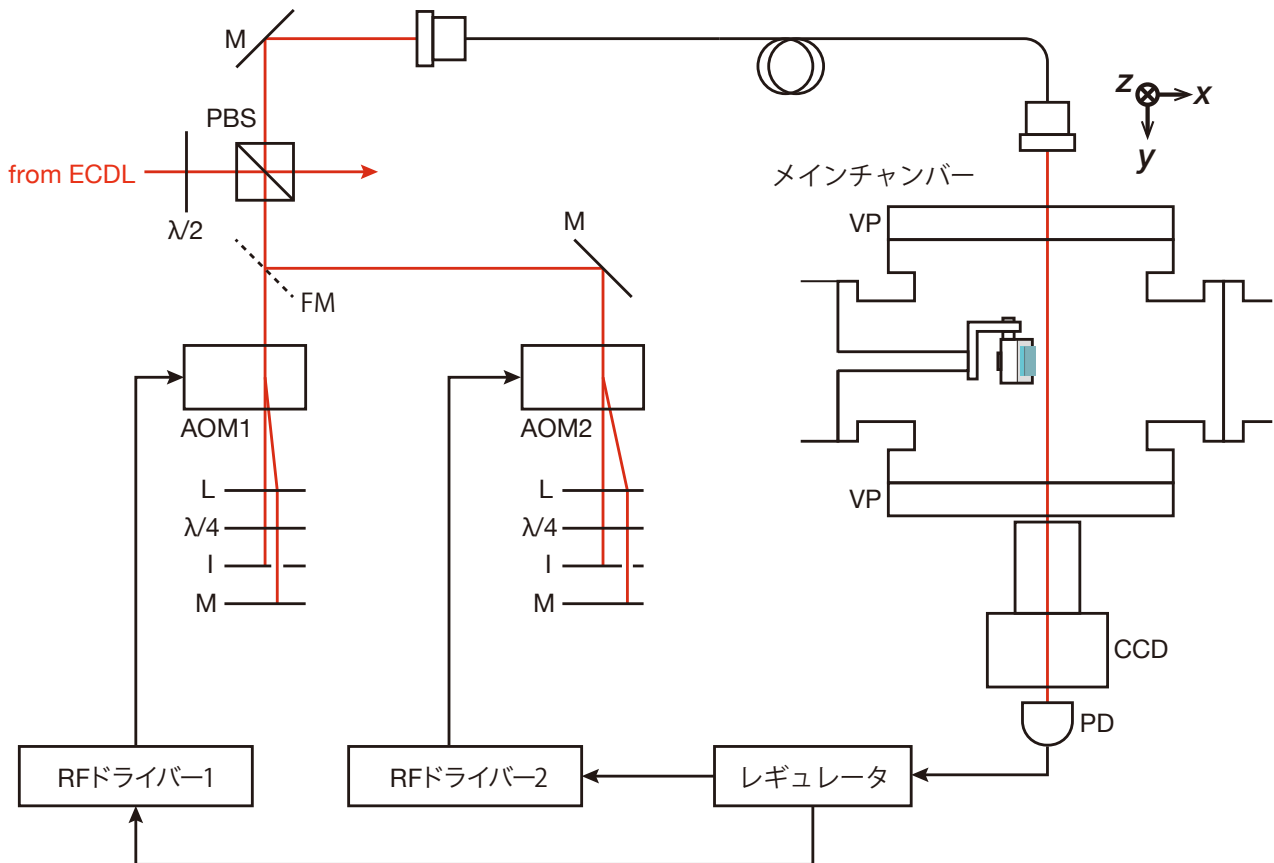 M
PBS
from ECDL
λ/2
z
x
y
メインチャンバー
VP
M
FM
AOM1
AOM2
L
λ/4
I
M
L
λ/4
I
M
VP
CCD
PD
RFドライバー1
RFドライバー2
レギュレータ